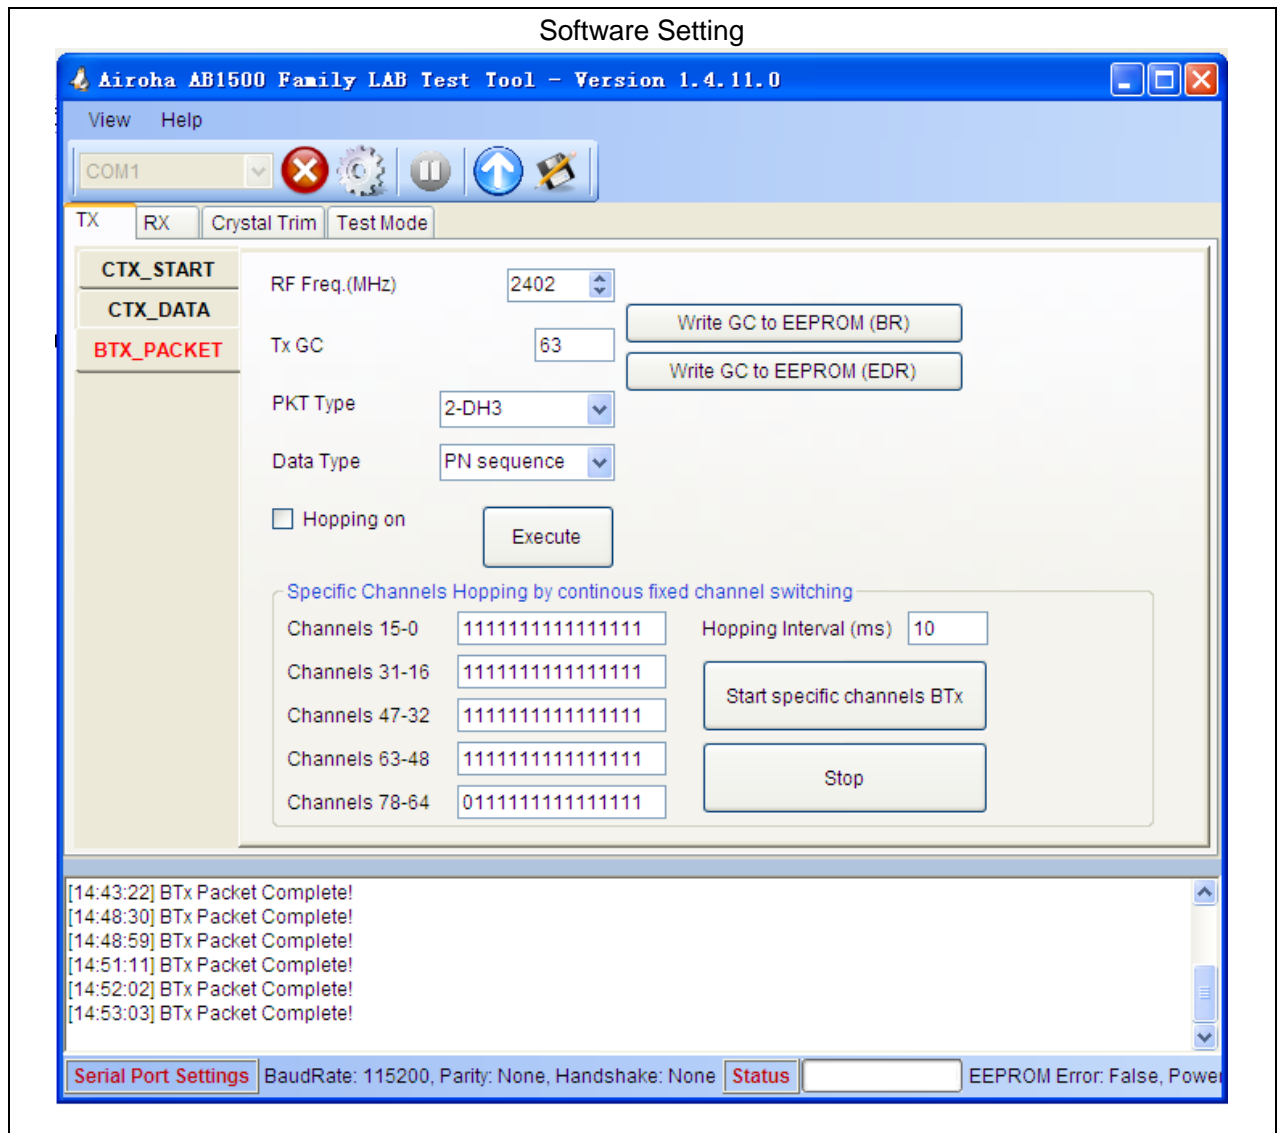 Software Setting
Airoha AB1500 Family LAB Test Tool - Version 1.4.11.0
View Help
COM1
TX RX Crystal Trim Test Mode
CTX_START
CTX_DATA
BTX_PACKET
RF Freq.(MHz) 2402
Write GC to EEPROM (BR)
Tx GC 63
Write GC to EEPROM (EDR)
PKT Type 2-DH3
Data Type PN sequence
Hopping on Execute
Specific Channels Hopping by continous fixed channel switching
Channels 15-0 1111111111111111 Hopping Interval (ms) 10
Channels 31-16 1111111111111111
Start specific channels BTx
Channels 47-32 1111111111111111
Channels 63-48 1111111111111111
Stop
Channels 78-64 0111111111111111
[14:43:22] BTx Packet Complete!
[14:48:30] BTx Packet Complete!
[14:48:59] BTx Packet Complete!
[14:51:11] BTx Packet Complete!
[14:52:02] BTx Packet Complete!
[14:53:03] BTx Packet Complete!
Serial Port Settings BaudRate: 115200, Parity: None, Handshake: None Status EEPROM Error: False, Power